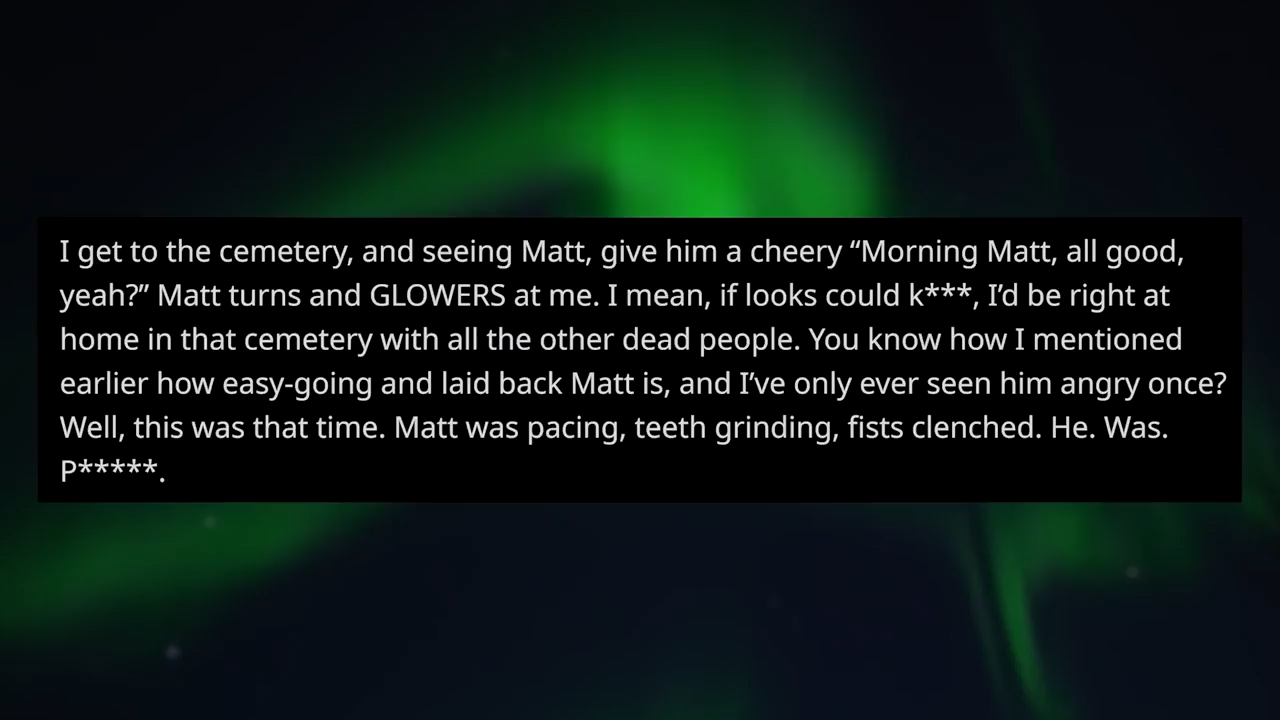 I get to the cemetery, and seeing Matt, give him a cheery “Morning Matt, all good,
yeah?” Matt turns and GLOWERS at me. I mean, if looks could k***, I’d be right at
home in that cemetery with all the other dead people. You know how I mentioned
earlier how easy-going and laid back Matt is, and I’ve only ever seen him angry once?
Well, this was that time. Matt was pacing, teeth grinding, fists clenched. He. Was.
P*****.